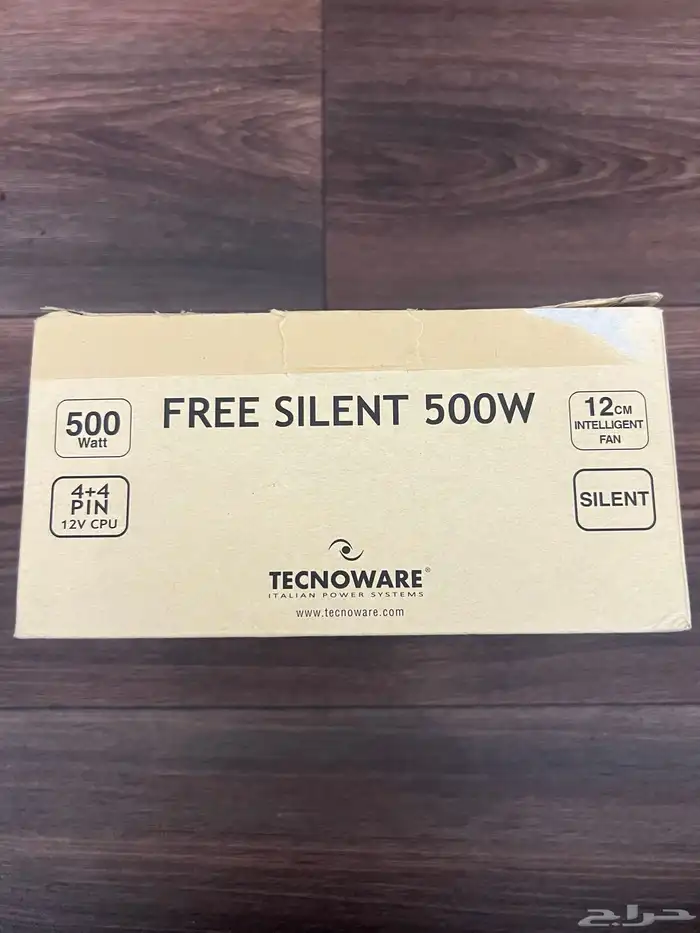 500
Watt
FREE SILENT 500W
12CM
INTELLIGENT
FAN
4+4
PIN
12V CPU
SILENT
TECNOWARE®
ITALIAN POWER SYSTEMS
www.tecnoware.com
حراج